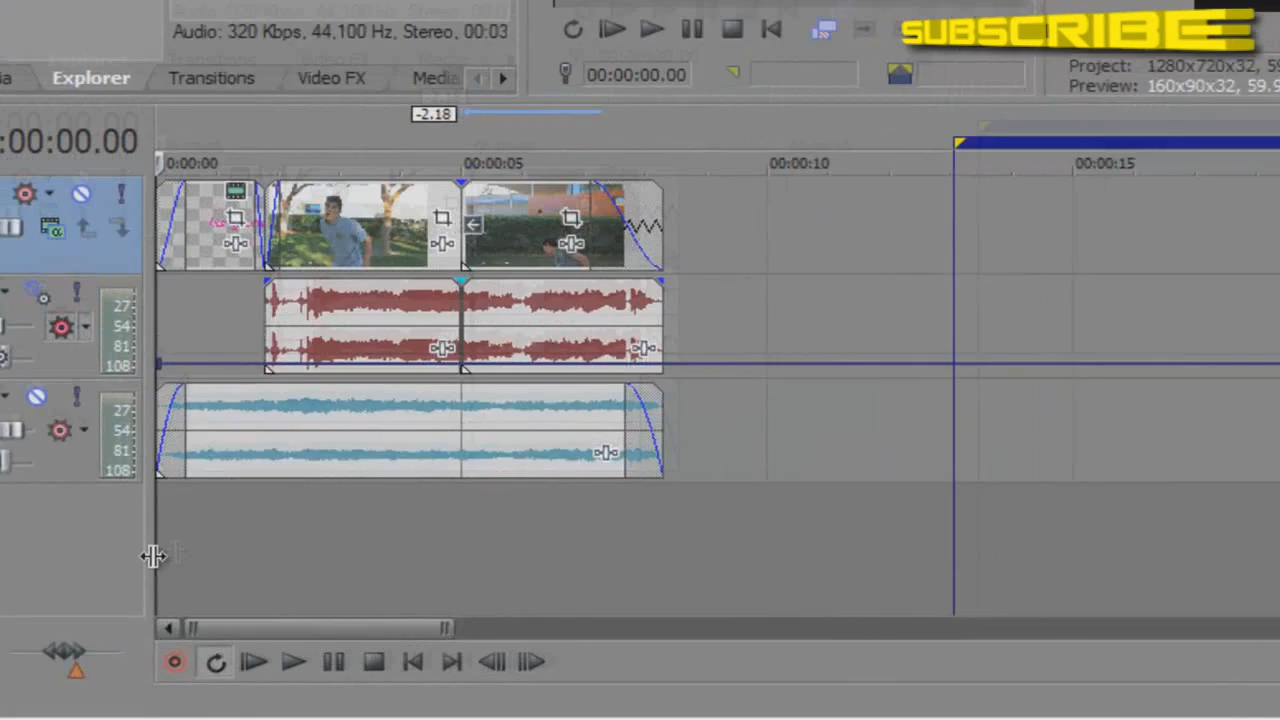 SUBSCRIBE
Audio: 320 Kbps, 44,100 Hz, Stereo, 00:03
Explorer
Transitions
Video FX
Media
00:00:00.00
Project: 1280x720x32, 59
Preview: 160x90x32, 59.9
-2.18
:00:00.00
0:00:00
00:00:05
00:00:10
00:00:15
27
54
81
108
27
54
81
108